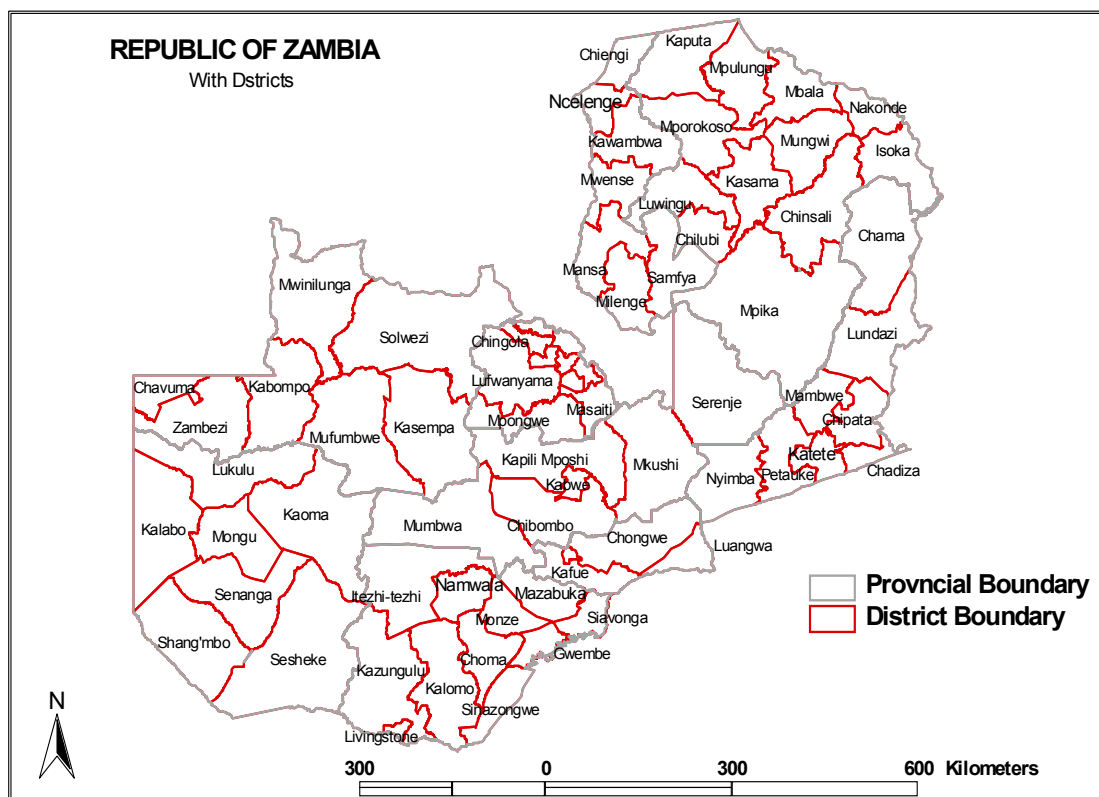 REPUBLIC OF ZAMBIA
With Dstricts
Chiengi
Kaputa
Mpulungu
Mbala
Ncelenge
Nakonde
Mporokoso
Kawambwa
Mungwi
Isoka
Mwense
Kasama
Luwingu
Chinsali
Chama
Chilubi
Mansa
Samfya
Milenge
Mpika
Mwinilunga
Lundazi
Solwezi
Chingola
Chavuma
Kabompo
Lufwanyama
Mambwe
Serenje
Zambezi
Mufumbwe
Kasempa
Masaiti
Mpongwe
Chipata
Katete
Kapili Mposhi
Mkushi
Lukulu
Kabwe
Nyimba
Petauke
Chadiza
Kaoma
Kalabo
Mongu
Mumbwa
Chibombo
Chongwe
Luangwa
Kafue
Senanga
Itezhi-tezhi
Namwala
Mazabuka
Siavonga
Monze
Shang'mbo
Sesheke
Kazungulu
Choma
Gwembe
Kalomo
Sinazongwe
Livingstone
Provncial Boundary
District Boundary
N
300 0 300 600 Kilometers